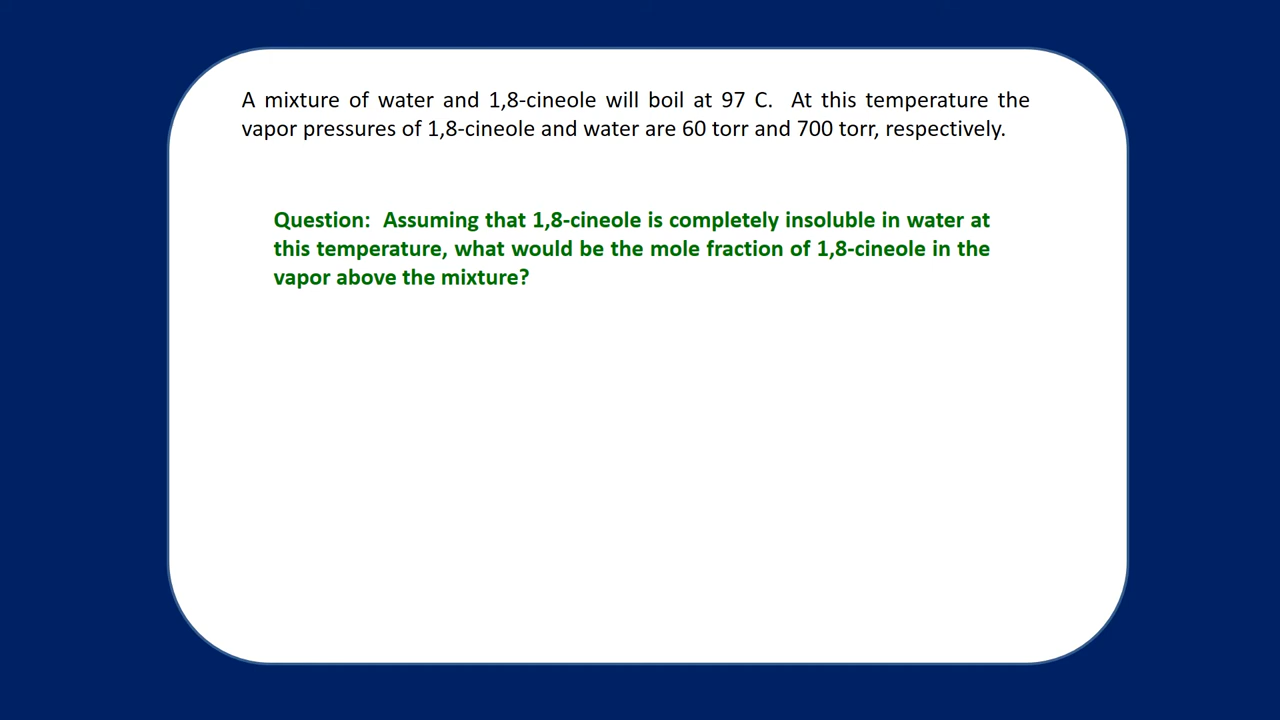 A mixture of water and 1,8-cineole will boil at 97 C.  At this temperature the
vapor pressures of 1,8-cineole and water are 60 torr and 700 torr, respectively.
Question:  Assuming that 1,8-cineole is completely insoluble in water at
this temperature, what would be the mole fraction of 1,8-cineole in the
vapor above the mixture?